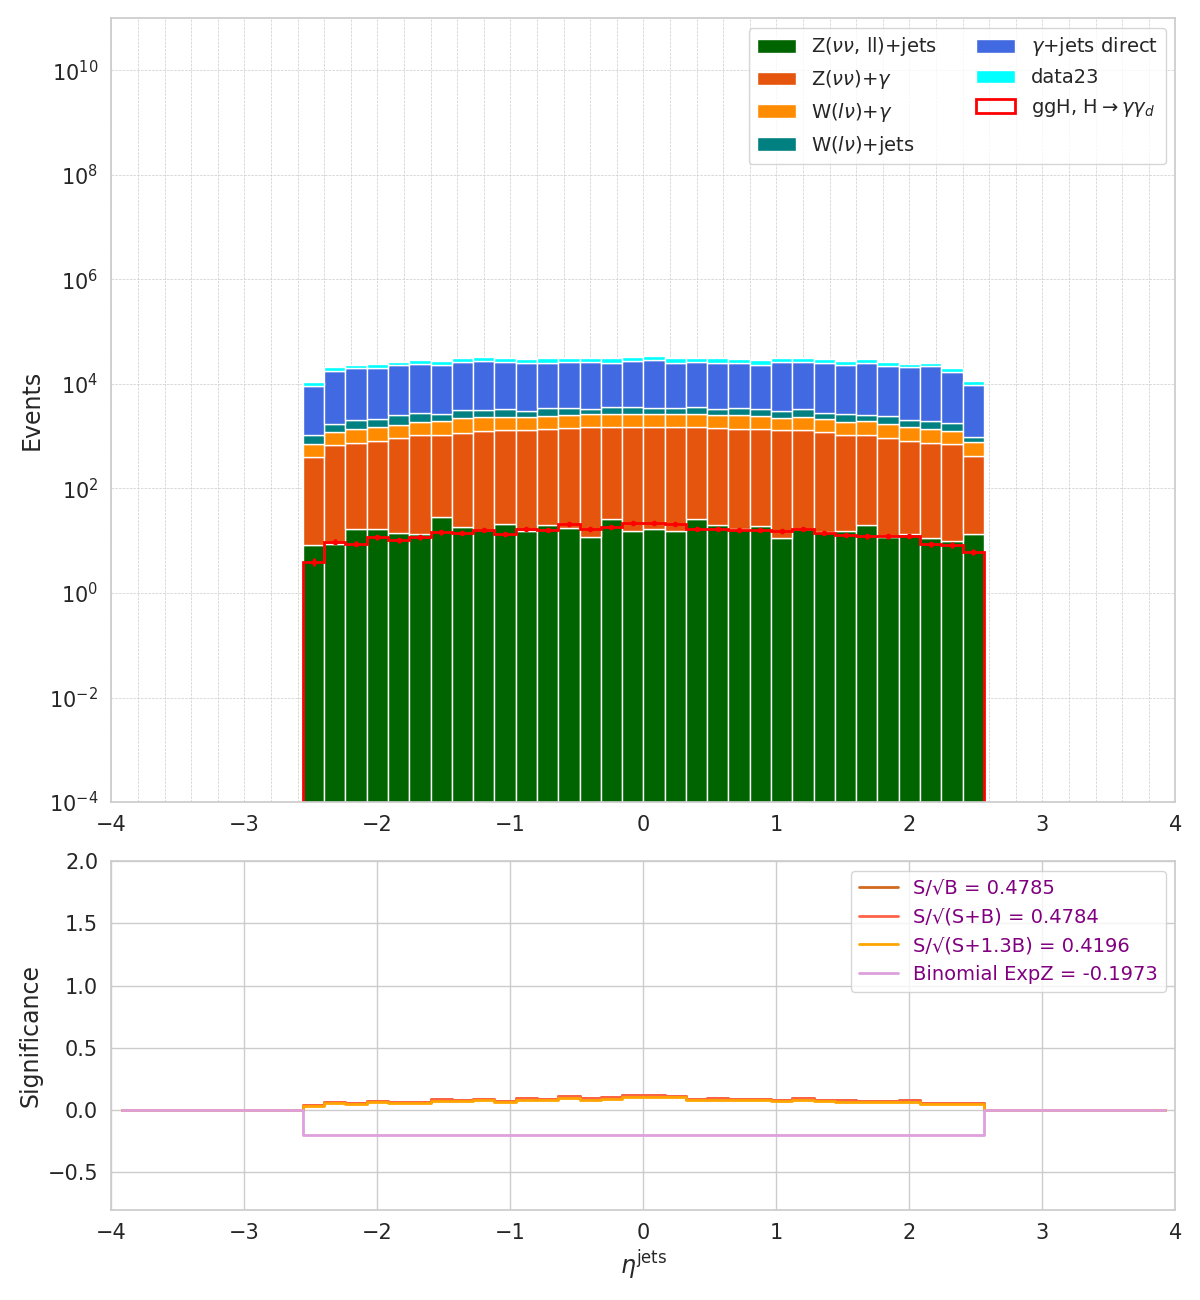 Events
10^10
10^8
10^6
10^4
10^2
10^0
10^−2
10^−4
Z(νν, ll)+jets
Z(νν)+γ
W(lν)+γ
W(lν)+jets
γ+jets direct
data23
ggH, H→γγ_d
−4 −3 −2 −1 0 1 2 3 4
Significance
2.0
1.5
1.0
0.5
0.0
−0.5
S/√B = 0.4785
S/√(S+B) = 0.4784
S/√(S+1.3B) = 0.4196
Binomial ExpZ = -0.1973
−4 −3 −2 −1 0 1 2 3 4
η^jets